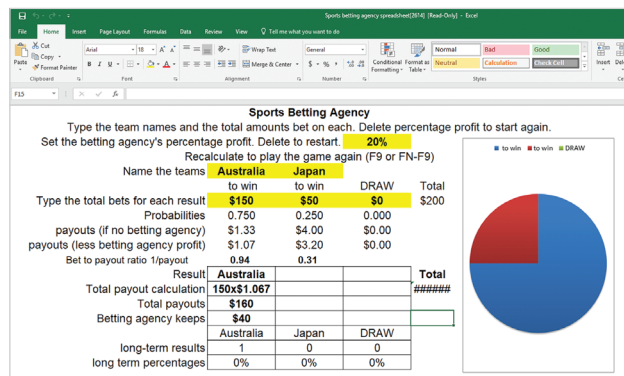 Sports betting agency spreadsheet[2614] [Read-Only] - Excel
File Home Insert Page Layout Formulas Data Review View Tell me what you want to do
Paste
Cut
Copy
Format Painter
Clipboard
Arial 18
B I U
Font
Wrap Text
Merge & Center
Alignment
General
$ % ,
Number
Conditional Formatting
Format as Table
Normal Bad Good
Neutral Calculation Check Cell
Styles
Insert
F15 fx
Sports Betting Agency
Type the team names and the total amounts bet on each. Delete percentage profit to start again.
Set the betting agency's percentage profit. Delete to restart. 20%
Recalculate to play the game again (F9 or FN-F9)
Name the teams Australia Japan
to win to win DRAW Total
Type the total bets for each result $150 $50 $0 $200
Probabilities 0.750 0.250 0.000
payouts (if no betting agency) $1.33 $4.00 $0.00
payouts (less betting agency profit) $1.07 $3.20 $0.00
Bet to payout ratio 1/payout 0.94 0.31
Result Australia Total
Total payout calculation 150x$1.067 ######
Total payouts $160
Betting agency keeps $40
Australia Japan DRAW
long-term results 1 0 0
long term percentages 0% 0% 0%
to win to win DRAW